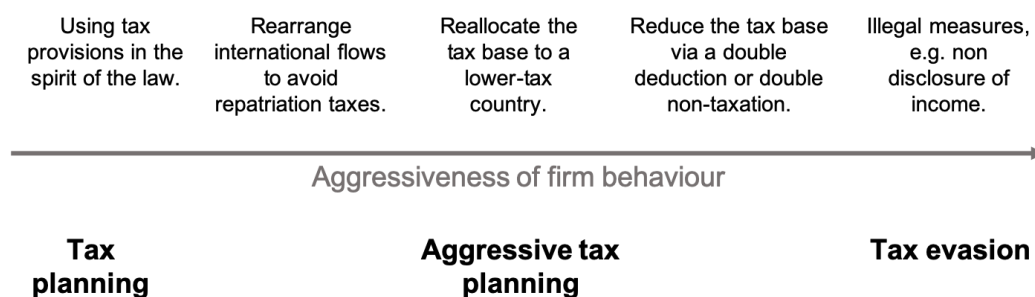 Using tax
provisions in the
spirit of the law.
Rearrange
international flows
to avoid
repatriation taxes.
Reallocate the
tax base to a
lower-tax
country.
Reduce the tax base
via a double
deduction or double
non-taxation.
Illegal measures,
e.g. non
disclosure of
income.
Aggressiveness of firm behaviour
Tax
planning
Aggressive tax
planning
Tax evasion